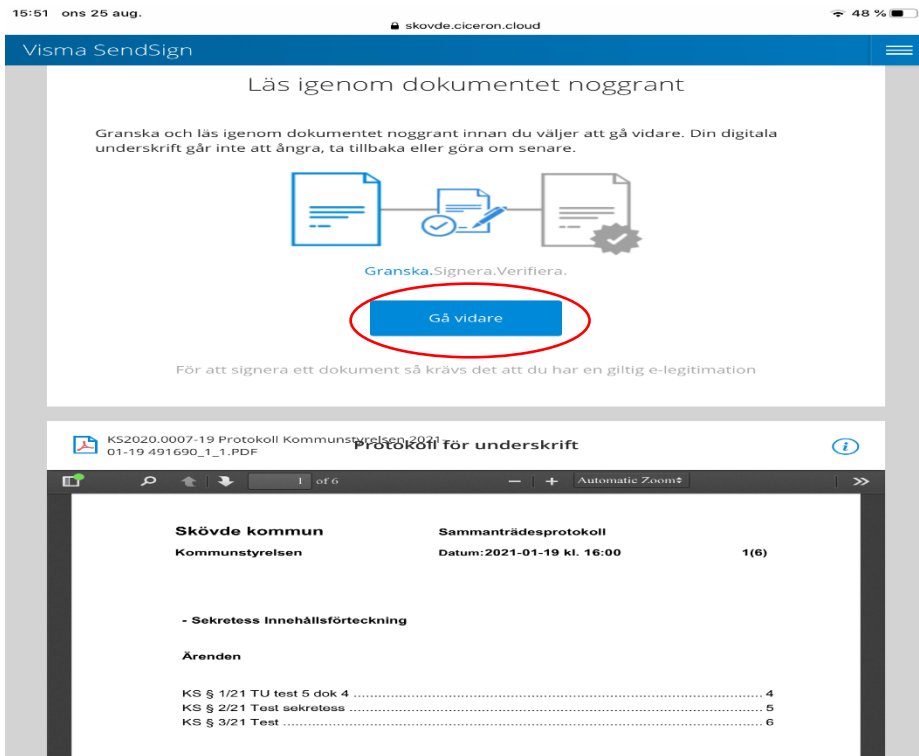 15:51 ons 25 aug.
skovde.ciceron.cloud
48 %
Visma SendSign
Läs igenom dokumentet noggrant
Granska och läs igenom dokumentet noggrant innan du väljer att gå vidare. Din digitala
underskrift går inte att ångra, ta tillbaka eller göra om senare.
Granska.Signera.Verifiera.
Gå vidare
För att signera ett dokument så krävs det att du har en giltig e-legitimation
KS2020.0007-19 Protokoll Kommunstyrelsen 2021-
01-19 491690_1_1.PDF
Protokoll för underskrift
1 of 6
Automatic Zoom
Skövde kommun
Sammanträdesprotokoll
Kommunstyrelsen
Datum:2021-01-19 kl. 16:00
1(6)
- Sekretess Innehållsförteckning
Ärenden
KS § 1/21 TU test 5 dok 4 ........ 4
KS § 2/21 Test sekretess ........ 5
KS § 3/21 Test ........ 6